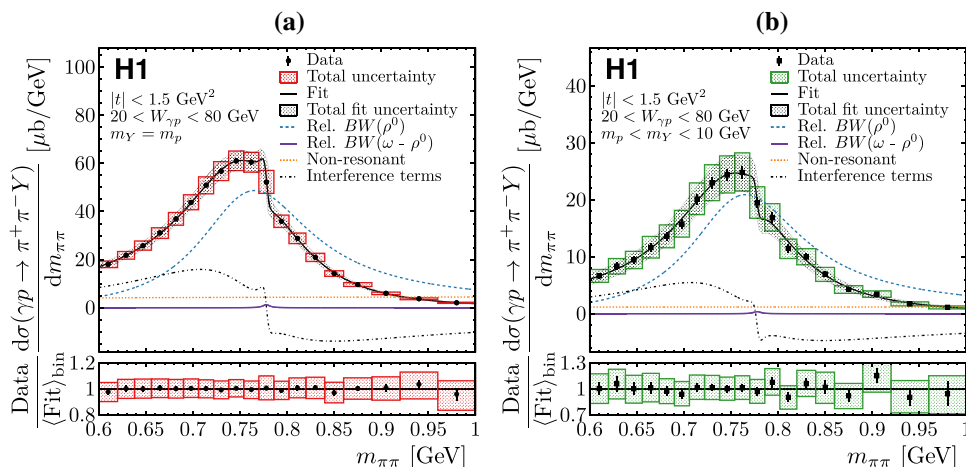 (a)
H1
|t| < 1.5 GeV²
20 < W_γp < 80 GeV
m_Y = m_p
Data
Total uncertainty
Fit
Total fit uncertainty
Rel. BW(ρ⁰)
Rel. BW(ω - ρ⁰)
Non-resonant
Interference terms
dσ(γp → π⁺π⁻Y) / dm_ππ [μb/GeV]
100
80
60
40
20
0
Data / ⟨Fit⟩_bin
1.2
1
0.8
0.6 0.65 0.7 0.75 0.8 0.85 0.9 0.95 1
m_ππ [GeV]
(b)
H1
|t| < 1.5 GeV²
20 < W_γp < 80 GeV
m_p < m_Y < 10 GeV
Data
Total uncertainty
Fit
Total fit uncertainty
Rel. BW(ρ⁰)
Rel. BW(ω - ρ⁰)
Non-resonant
Interference terms
dσ(γp → π⁺π⁻Y) / dm_ππ [μb/GeV]
40
30
20
10
0
Data / ⟨Fit⟩_bin
1.3
1
0.7
0.6 0.65 0.7 0.75 0.8 0.85 0.9 0.95 1
m_ππ [GeV]